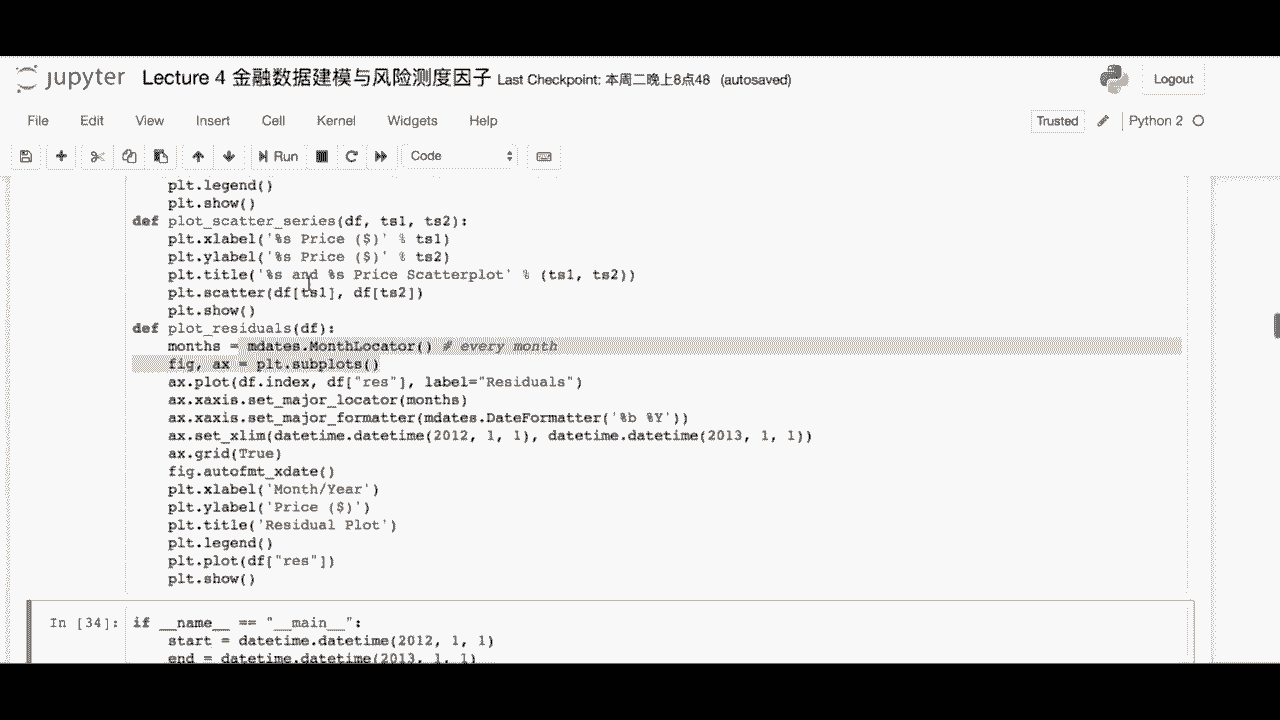 jupyter Lecture 4 金融数据建模与风险测度因子 Last Checkpoint: 本周二晚上8点48 (autosaved) Logout
File Edit View Insert Cell Kernel Widgets Help Trusted Python 2
Run Code
plt.legend()
plt.show()
def plot_scatter_series(df, ts1, ts2):
plt.xlabel('%s Price ($)' % ts1)
plt.ylabel('%s Price ($)' % ts2)
plt.title('%s and %s Price Scatterplot' % (ts1, ts2))
plt.scatter(df[ts1], df[ts2])
plt.show()
def plot_residuals(df):
months = mdates.MonthLocator() # every month
fig, ax = plt.subplots()
ax.plot(df.index, df["res"], label="Residuals")
ax.xaxis.set_major_locator(months)
ax.xaxis.set_major_formatter(mdates.DateFormatter('%b %Y'))
ax.set_xlim(datetime.datetime(2012, 1, 1), datetime.datetime(2013, 1, 1))
ax.grid(True)
fig.autofmt_xdate()
plt.xlabel('Month/Year')
plt.ylabel('Price ($)')
plt.title('Residual Plot')
plt.legend()
plt.plot(df["res"])
plt.show()
In [34]: if __name__ == "__main__":
start = datetime.datetime(2012, 1, 1)
end = datetime.datetime(2013, 1, 1)